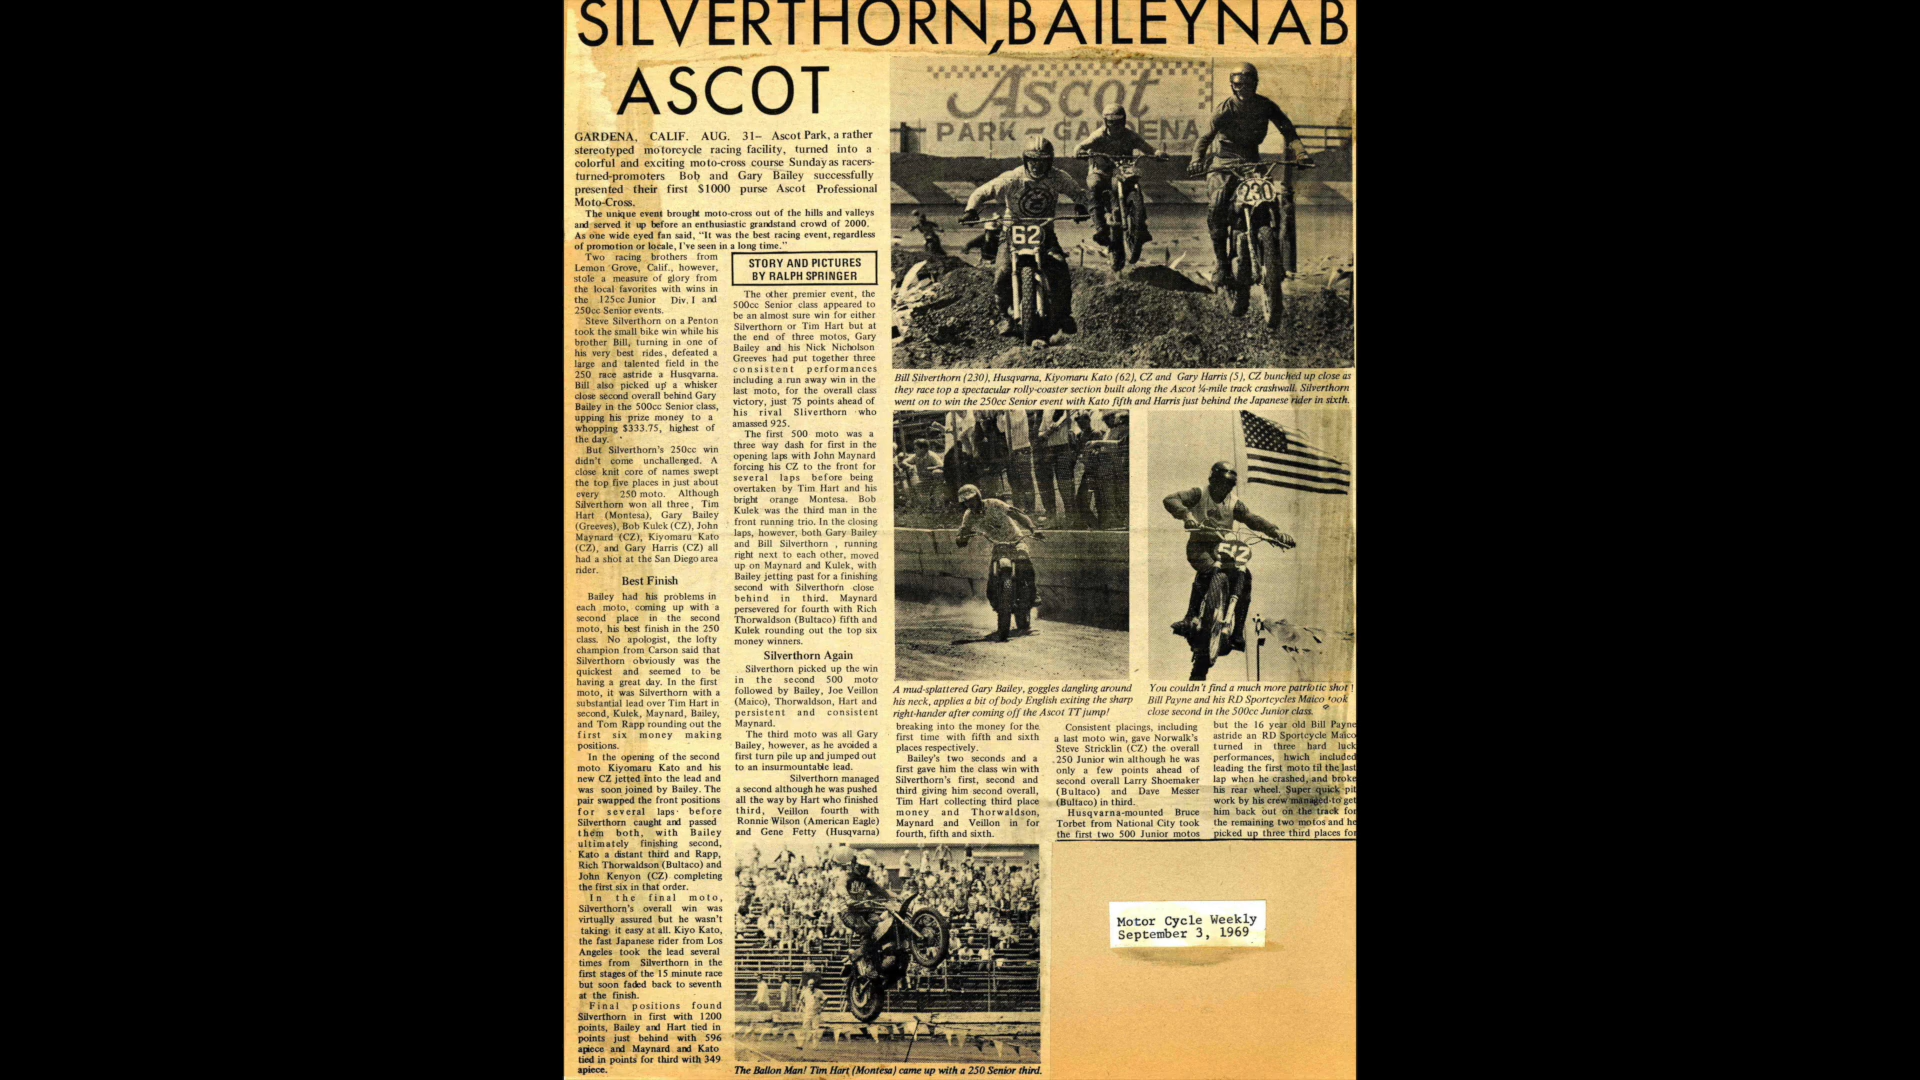 SILVERTHORN, BAILEY NAB
ASCOT
GARDENA, CALIF. AUG. 31– Ascot Park, a rather
stereotyped motorcycle racing facility, turned into a
colorful and exciting moto-cross course Sunday as racers-
turned-promoters Bob and Gary Bailey successfully
presented their first $1000 purse Ascot Professional
Moto-Cross.
The unique event brought moto-cross out of the hills and valleys
and served it up before an enthusiastic grandstand crowd of 2000.
As one wide eyed fan said, "It was the best racing event, regardless
of promotion or locale, I've seen in a long time."
Two racing brothers from
Lemon Grove, Calif., however,
stole a measure of glory from
the local favorites with wins in
the 125cc Junior Div. I and
250cc Senior events.
Steve Silverthorn on a Penton
took the small bike win while his
brother Bill, turning in one of
his very best rides, defeated a
large and talented field in the
250 race astride a Husqvarna.
Bill also picked up a whisker
close second overall behind Gary
Bailey in the 500cc Senior class,
upping his prize money to a
whopping $333.75, highest of
the day.
But Silverthorn's 250cc win
didn't come unchallenged. A
close knit core of names swept
the top five places in just about
every 250 moto. Although
Silverthorn won all three, Tim
Hart (Montesa), Gary Bailey
(Greeves), Bob Kulek (CZ), John
Maynard (CZ), Kiyomaru Kato
(CZ), and Gary Harris (CZ) all
had a shot at the San Diego area
rider.
Best Finish
Bailey had his problems in
each moto, coming up with a
second place in the second
moto, his best finish in the 250
class. No apologist, the lofty
champion from Carson said that
Silverthorn obviously was the
quickest and seemed to be
having a great day. In the first
moto, it was Silverthorn with a
substantial lead over Tim Hart in
second, Kulek, Maynard, Bailey,
and Tom Rapp rounding out the
first six money making
positions.
In the opening of the second
moto Kiyomaru Kato and his
new CZ jetted into the lead and
was soon joined by Bailey. The
pair swapped the front positions
for several laps before
Silverthorn caught and passed
them both, with Bailey
ultimately finishing second,
Kato a distant third and Rapp,
Rich Thorwaldson (Bultaco) and
John Kenyon (CZ) completing
the first six in that order.
In the final moto,
Silverthorn's overall win was
virtually assured but he wasn't
taking it easy at all. Kiyo Kato,
the fast Japanese rider from Los
Angeles took the lead several
times from Silverthorn in the
first stages of the 15 minute race
but soon faded back to seventh
at the finish.
Final positions found
Silverthorn in first with 1200
points, Bailey and Hart tied in
points just behind with 596
apiece and Maynard and Kato
tied in points for third with 349
apiece.
STORY AND PICTURES
BY RALPH SPRINGER
The other premier event, the
500cc Senior class appeared to
be an almost sure win for either
Silverthorn or Tim Hart but at
the end of three motos, Gary
Bailey and his Nick Nicholson
Greeves had put together three
consistent performances
including a run away win in the
last moto, for the overall class
victory, just 75 points ahead of
his rival Sliverthorn who
amassed 925.
The first 500 moto was a
three way dash for first in the
opening laps with John Maynard
forcing his CZ to the front for
several laps before being
overtaken by Tim Hart and his
bright orange Montesa. Bob
Kulek was the third man in the
front running trio. In the closing
laps, however, both Gary Bailey
and Bill Silverthorn , running
right next to each other, moved
up on Maynard and Kulek, with
Bailey jetting past for a finishing
second with Silverthorn close
behind in third. Maynard
persevered for fourth with Rich
Thorwaldson (Bultaco) fifth and
Kulek rounding out the top six
money winners.
Silverthorn Again
Silverthorn picked up the win
in the second 500 moto
followed by Bailey, Joe Veillon
(Maico), Thorwaldson, Hart and
persistent and consistent
Maynard.
The third moto was all Gary
Bailey, however, as he avoided a
first turn pile up and jumped out
to an insurmountable lead.
Silverthorn managed
a second although he was pushed
all the way by Hart who finished
third, Veillon fourth with
Ronnie Wilson (American Eagle)
and Gene Fetty (Husqvarna)
Ascot
PARK – GARDENA
62
230
Bill Silverthorn (230), Husqvarna, Kiyomaru Kato (62), CZ and Gary Harris (5), CZ bunched up close as
they race top a spectacular rolly-coaster section built along the Ascot ¼-mile track crashwall. Silverthorn
went on to win the 250cc Senior event with Kato fifth and Harris just behind the Japanese rider in sixth.
52
A mud-splattered Gary Bailey, goggles dangling around
his neck, applies a bit of body English exiting the sharp
right-hander after coming off the Ascot TT jump!
You couldn't find a much more patriotic shot!
Bill Payne and his RD Sportcycles Maico took
close second in the 500cc Junior class.
breaking into the money for the
first time with fifth and sixth
places respectively.
Bailey's two seconds and a
first gave him the class win with
Silverthorn's first, second and
third giving him second overall,
Tim Hart collecting third place
money and Thorwaldson,
Maynard and Veillon in for
fourth, fifth and sixth.
Consistent placings, including
a last moto win, gave Norwalk's
Steve Stricklin (CZ) the overall
250 Junior win although he was
only a few points ahead of
second overall Larry Shoemaker
(Bultaco) and Dave Messer
(Bultaco) in third.
Husqvarna-mounted Bruce
Torbet from National City took
the first two 500 Junior motos
but the 16 year old Bill Payne
astride an RD Sportcycle Maico
turned in three hard luck
performances, hwich included
leading the first moto til the last
lap when he crashed, and broke
his rear wheel. Super quick pit
work by his crew managed to get
him back out on the track for
the remaining two motos and he
picked up three third places for
Motor Cycle Weekly
September 3, 1969
The Ballon Man! Tim Hart (Montesa) came up with a 250 Senior third.